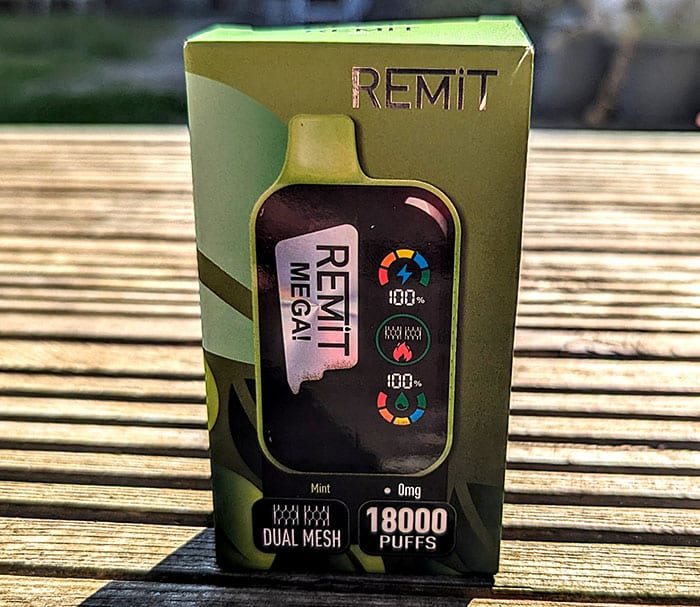 REMiT
REMiT
MEGA!
100%
100%
Mint
0mg
DUAL MESH
18000
PUFFS